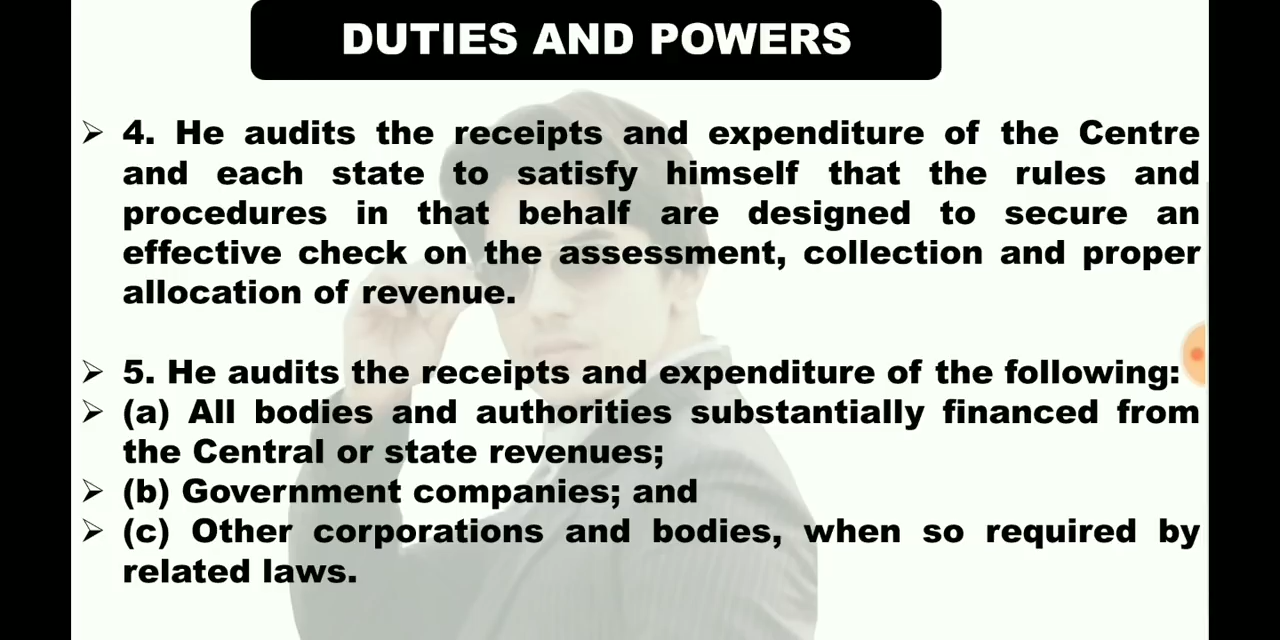 DUTIES AND POWERS
➢ 4. He audits the receipts and expenditure of the Centre
and each state to satisfy himself that the rules and
procedures in that behalf are designed to secure an
effective check on the assessment, collection and proper
allocation of revenue.
➢ 5. He audits the receipts and expenditure of the following:
➢ (a) All bodies and authorities substantially financed from
the Central or state revenues;
➢ (b) Government companies; and
➢ (c) Other corporations and bodies, when so required by
related laws.